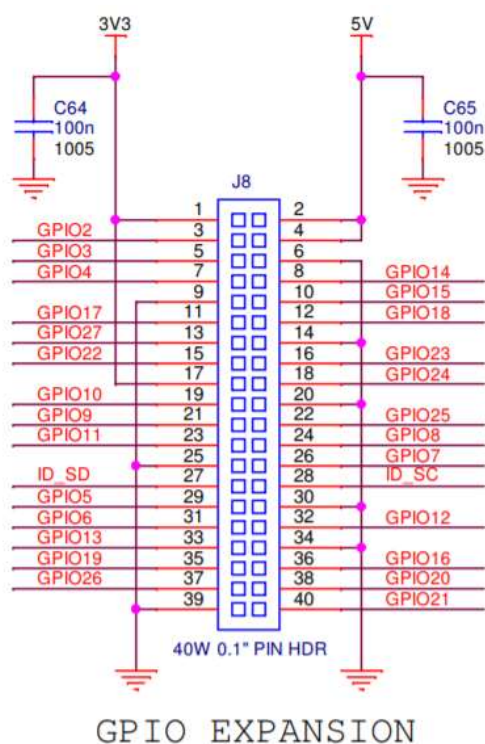 3V3 5V
C64 C65
100n 100n
1005 1005
J8
1 2
GPIO2 3 4
GPIO3 5 6
GPIO4 7 8 GPIO14
9 10 GPIO15
GPIO17 11 12 GPIO18
GPIO27 13 14
GPIO22 15 16 GPIO23
17 18 GPIO24
GPIO10 19 20
GPIO9 21 22 GPIO25
GPIO11 23 24 GPIO8
25 26 GPIO7
ID_SD 27 28 ID_SC
GPIO5 29 30
GPIO6 31 32 GPIO12
GPIO13 33 34
GPIO19 35 36 GPIO16
GPIO26 37 38 GPIO20
39 40 GPIO21
40W 0.1" PIN HDR
GPIO EXPANSION